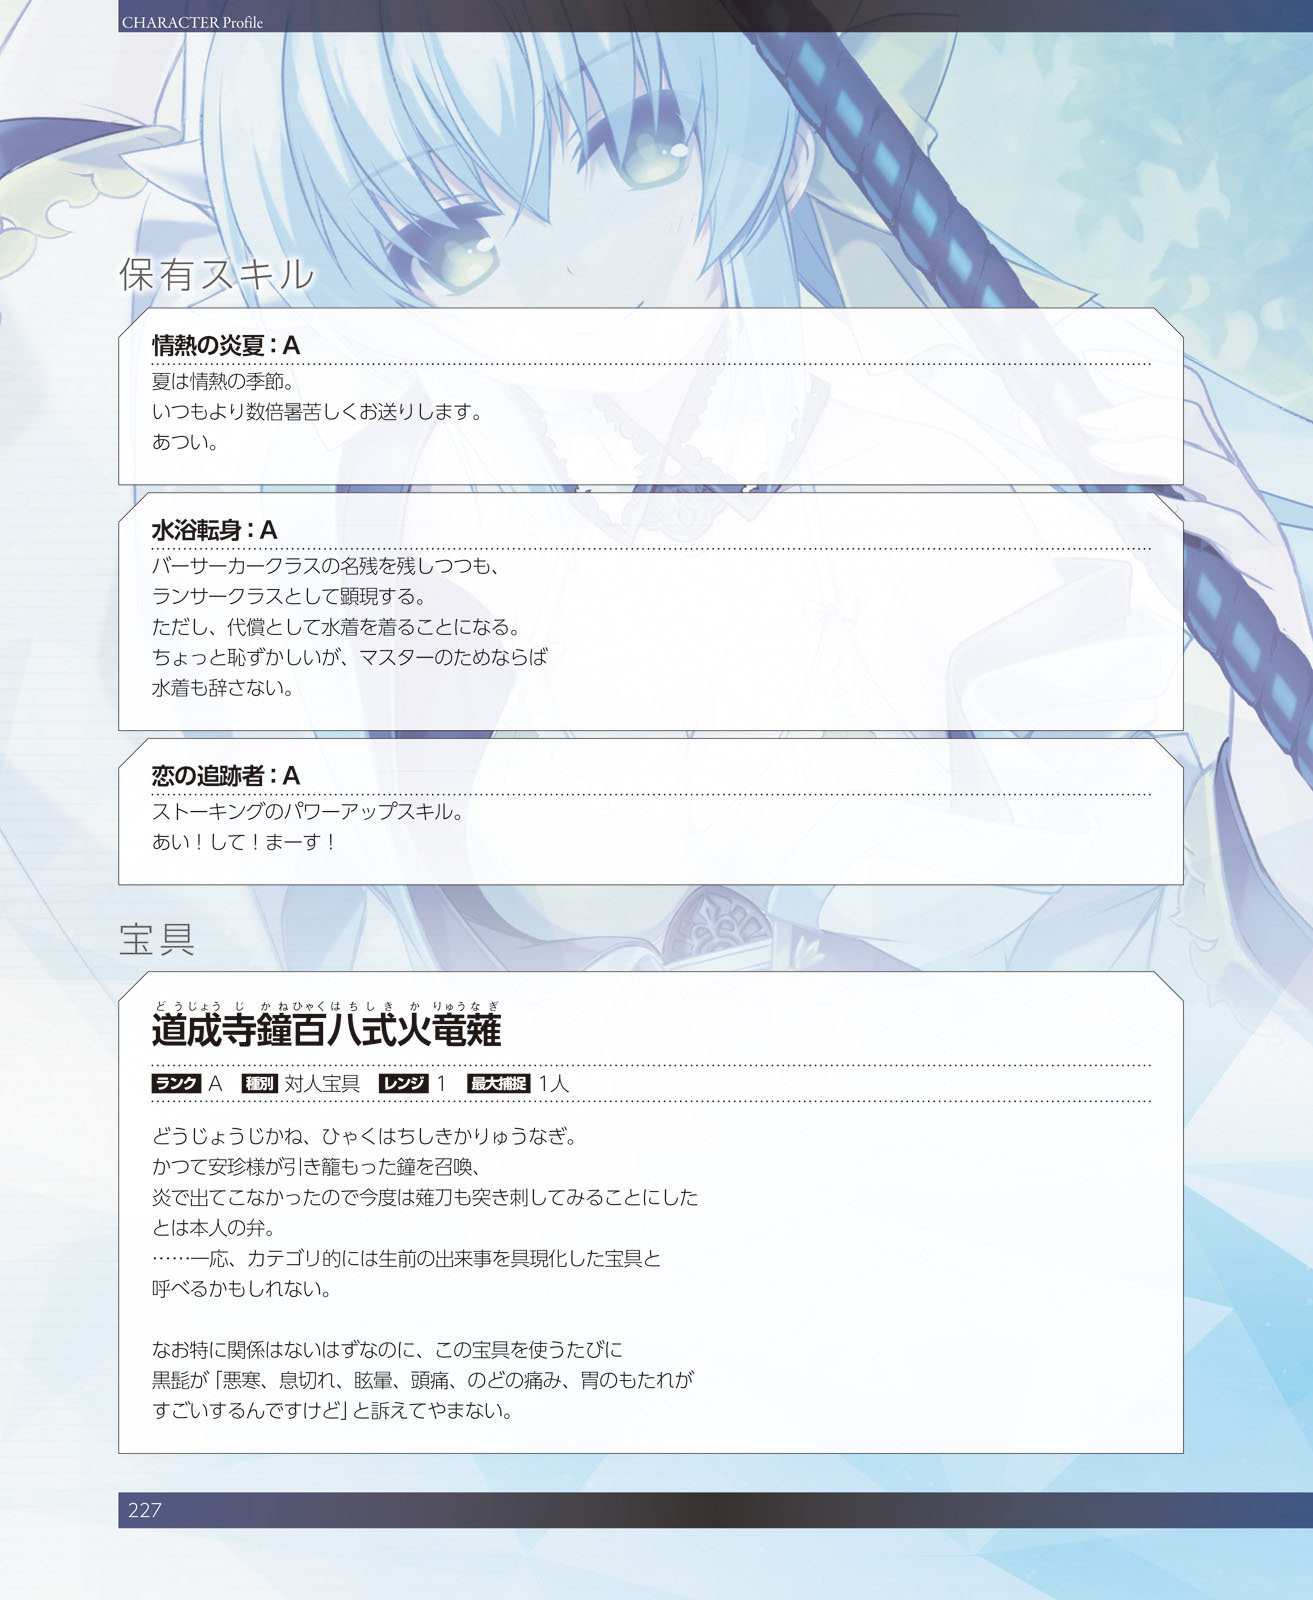 CHARACTER Profile
保有スキル
情熱の炎夏：A
夏は情熱の季節。
いつもより数倍暑苦しくお送りします。
あつい。
水浴転身：A
バーサーカークラスの名残を残しつつも、
ランサークラスとして顕現する。
ただし、代償として水着を着ることになる。
ちょっと恥ずかしいが、マスターのためならば
水着も辞さない。
恋の追跡者：A
ストーキングのパワーアップスキル。
あい！して！まーす！
宝具
どうじょうじかねひゃくはちしきかりゅうなぎ
道成寺鐘百八式火竜薙
ランク A 種別 対人宝具 レンジ 1 最大捕捉 1人
どうじょうじかね、ひゃくはちしきかりゅうなぎ。
かつて安珍様が引き籠もった鐘を召喚、
炎で出てこなかったので今度は薙刀も突き刺してみることにした
とは本人の弁。
……一応、カテゴリ的には生前の出来事を具現化した宝具と
呼べるかもしれない。
なお特に関係はないはずなのに、この宝具を使うたびに
黒髭が「悪寒、息切れ、眩暈、頭痛、のどの痛み、胃のもたれが
すごいするんですけど」と訴えてやまない。
227